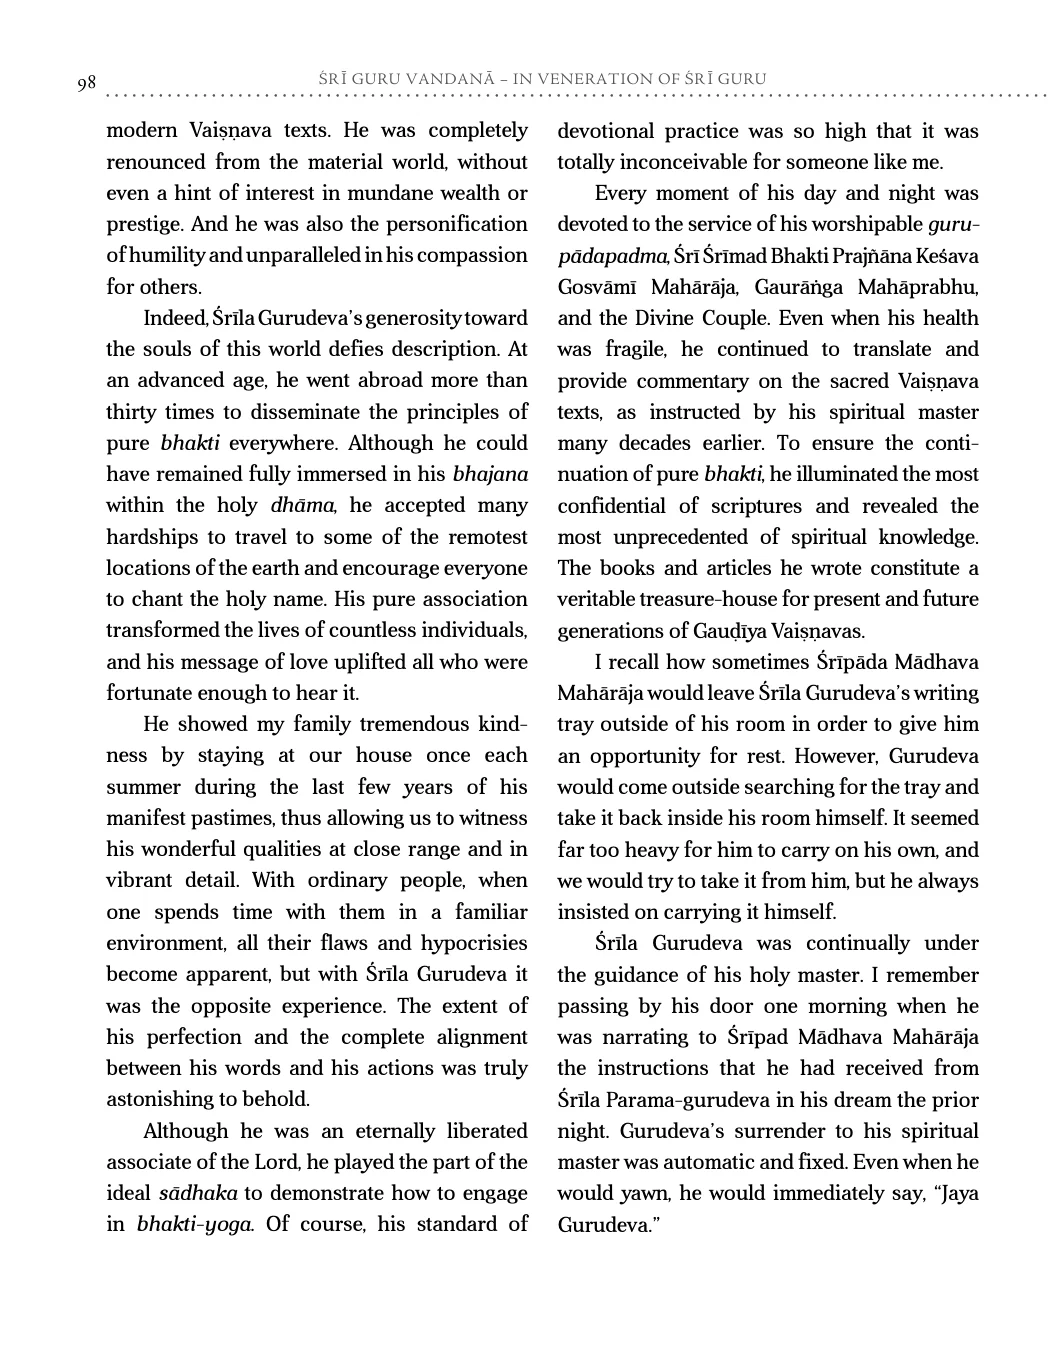 98
ŚRĪ GURU VANDANĀ – IN VENERATION OF ŚRĪ GURU
modern Vaiṣṇava texts. He was completely
renounced from the material world, without
even a hint of interest in mundane wealth or
prestige. And he was also the personification
of humility and unparalleled in his compassion
for others.
Indeed, Śrīla Gurudeva’s generosity toward
the souls of this world defies description. At
an advanced age, he went abroad more than
thirty times to disseminate the principles of
pure bhakti everywhere. Although he could
have remained fully immersed in his bhajana
within the holy dhāma, he accepted many
hardships to travel to some of the remotest
locations of the earth and encourage everyone
to chant the holy name. His pure association
transformed the lives of countless individuals,
and his message of love uplifted all who were
fortunate enough to hear it.
He showed my family tremendous kind-
ness by staying at our house once each
summer during the last few years of his
manifest pastimes, thus allowing us to witness
his wonderful qualities at close range and in
vibrant detail. With ordinary people, when
one spends time with them in a familiar
environment, all their flaws and hypocrisies
become apparent, but with Śrīla Gurudeva it
was the opposite experience. The extent of
his perfection and the complete alignment
between his words and his actions was truly
astonishing to behold.
Although he was an eternally liberated
associate of the Lord, he played the part of the
ideal sādhaka to demonstrate how to engage
in bhakti-yoga. Of course, his standard of
devotional practice was so high that it was
totally inconceivable for someone like me.
Every moment of his day and night was
devoted to the service of his worshipable guru-
pādapadma, Śrī Śrīmad Bhakti Prajñāna Keśava
Gosvāmī Mahārāja, Gaurāṅga Mahāprabhu,
and the Divine Couple. Even when his health
was fragile, he continued to translate and
provide commentary on the sacred Vaiṣṇava
texts, as instructed by his spiritual master
many decades earlier. To ensure the conti-
nuation of pure bhakti, he illuminated the most
confidential of scriptures and revealed the
most unprecedented of spiritual knowledge.
The books and articles he wrote constitute a
veritable treasure-house for present and future
generations of Gauḍīya Vaiṣṇavas.
I recall how sometimes Śrīpāda Mādhava
Mahārāja would leave Śrīla Gurudeva’s writing
tray outside of his room in order to give him
an opportunity for rest. However, Gurudeva
would come outside searching for the tray and
take it back inside his room himself. It seemed
far too heavy for him to carry on his own, and
we would try to take it from him, but he always
insisted on carrying it himself.
Śrīla Gurudeva was continually under
the guidance of his holy master. I remember
passing by his door one morning when he
was narrating to Śrīpad Mādhava Mahārāja
the instructions that he had received from
Śrīla Parama-gurudeva in his dream the prior
night. Gurudeva’s surrender to his spiritual
master was automatic and fixed. Even when he
would yawn, he would immediately say, “Jaya
Gurudeva.”